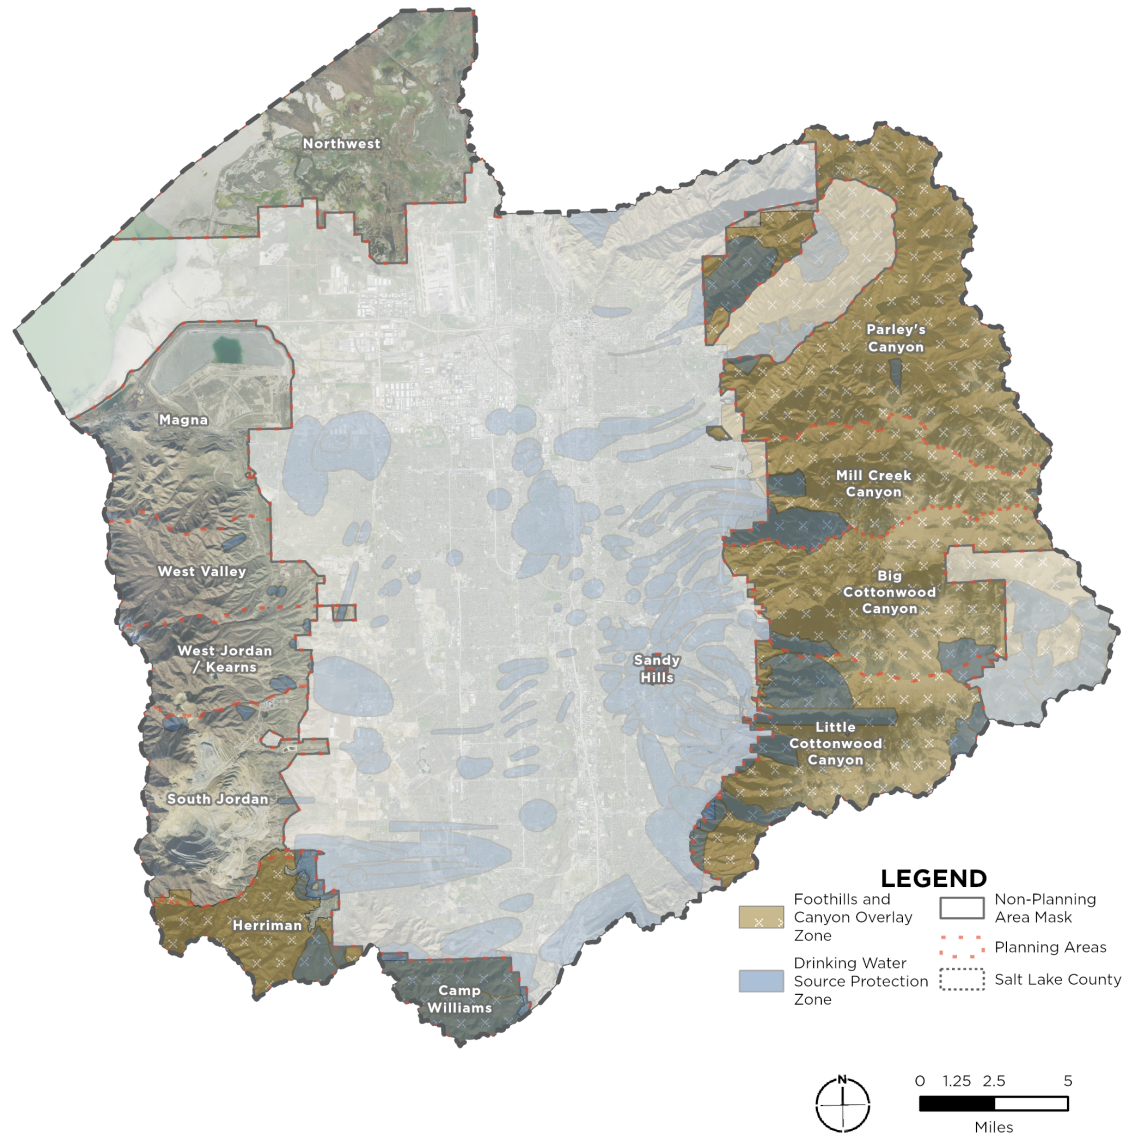 Northwest
Parley's
Canyon
Magna
Mill Creek
Canyon
West Valley
Big
Cottonwood
Canyon
West Jordan
/ Kearns
Sandy
Hills
Little
Cottonwood
Canyon
South Jordan
Herriman
Camp
Williams
LEGEND
Foothills and
Canyon Overlay
Zone
Drinking Water
Source Protection
Zone
Non-Planning
Area Mask
Planning Areas
Salt Lake County
N
0 1.25 2.5 5
Miles